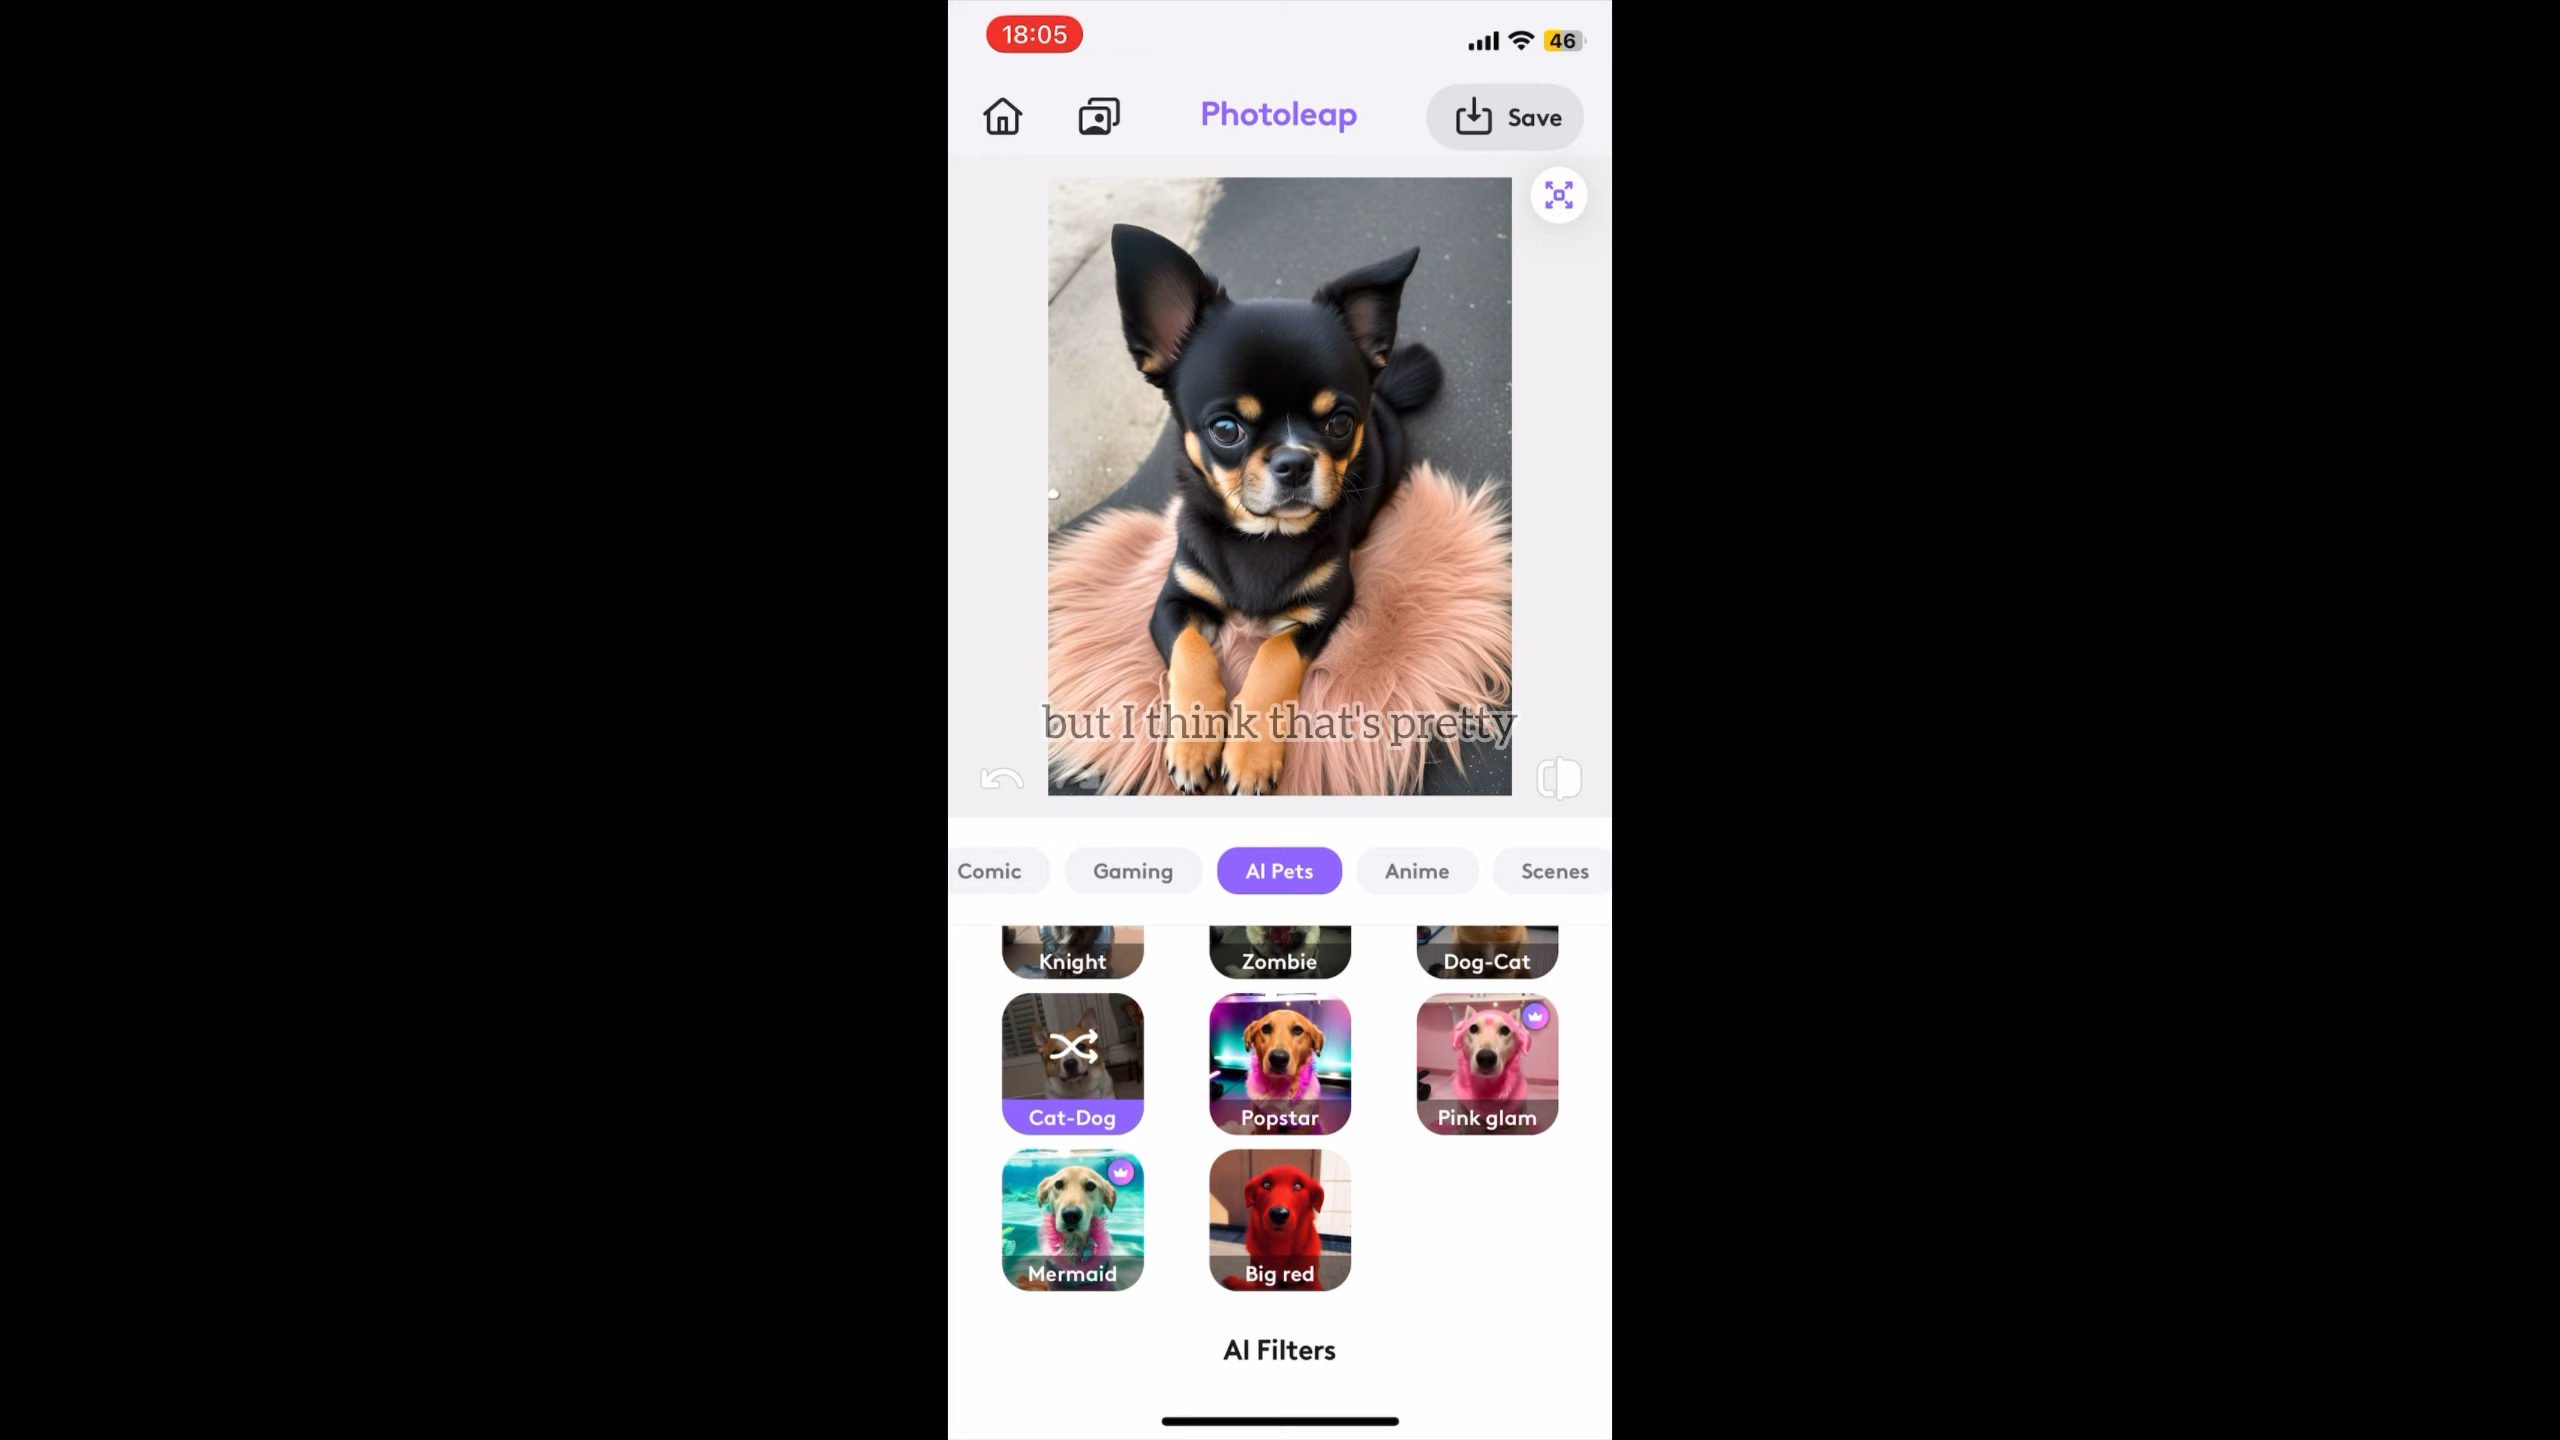 18:05
46
Photoleap
Save
but I think that's pretty
Comic
Gaming
AI Pets
Anime
Scenes
Knight
Zombie
Dog-Cat
Cat-Dog
Popstar
Pink glam
Mermaid
Big red
AI Filters